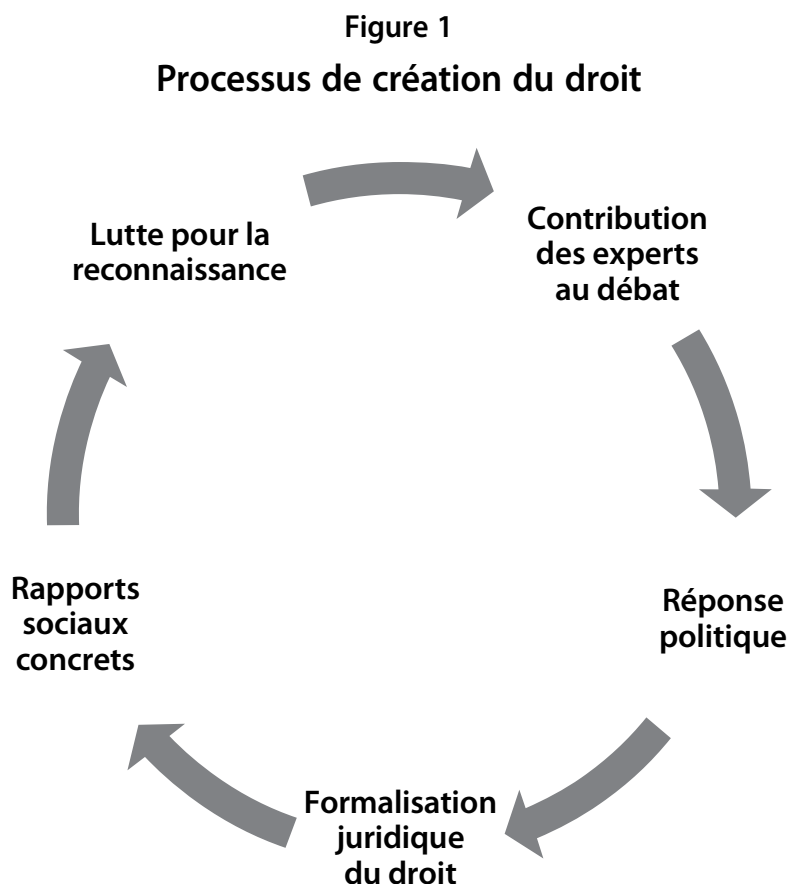 Figure 1
Processus de création du droit
Lutte pour la
reconnaissance
Contribution
des experts
au débat
Réponse
politique
Formalisation
juridique
du droit
Rapports
sociaux
concrets